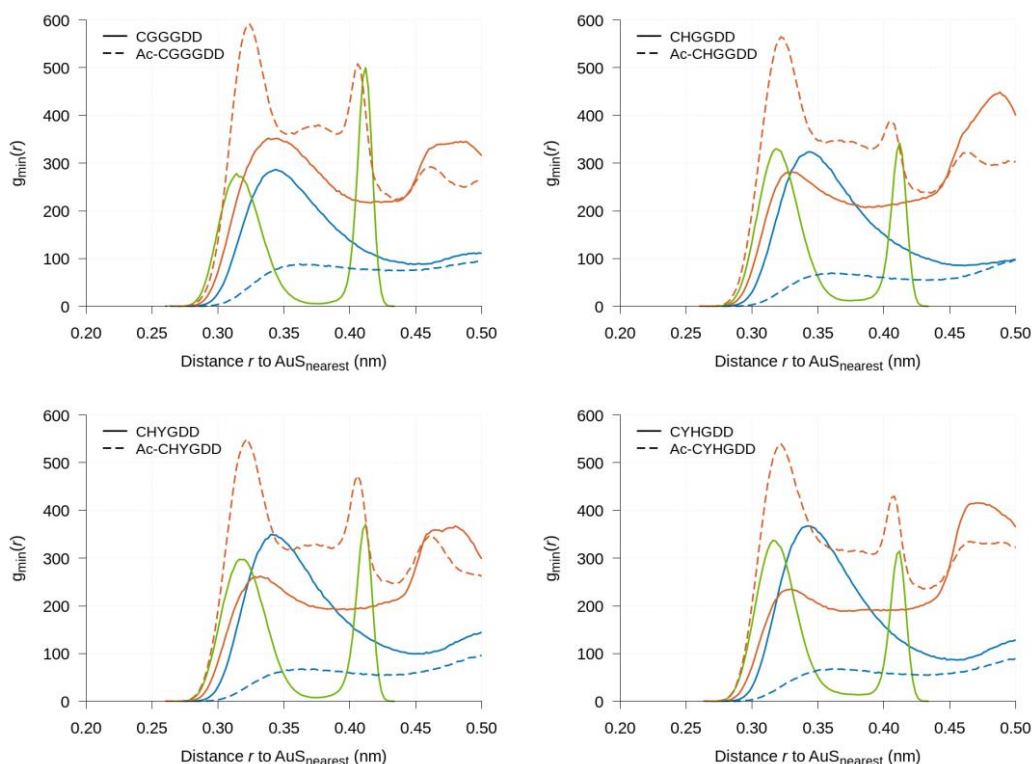 600
500
400
300
200
100
0
g_min(r)
CGGGDD
Ac-CGGGDD
0.20 0.25 0.30 0.35 0.40 0.45 0.50
Distance r to AuS_nearest (nm)
600
500
400
300
200
100
0
g_min(r)
CHGGDD
Ac-CHGGDD
0.20 0.25 0.30 0.35 0.40 0.45 0.50
Distance r to AuS_nearest (nm)
600
500
400
300
200
100
0
g_min(r)
CHYGDD
Ac-CHYGDD
0.20 0.25 0.30 0.35 0.40 0.45 0.50
Distance r to AuS_nearest (nm)
600
500
400
300
200
100
0
g_min(r)
CYHGDD
Ac-CYHGDD
0.20 0.25 0.30 0.35 0.40 0.45 0.50
Distance r to AuS_nearest (nm)